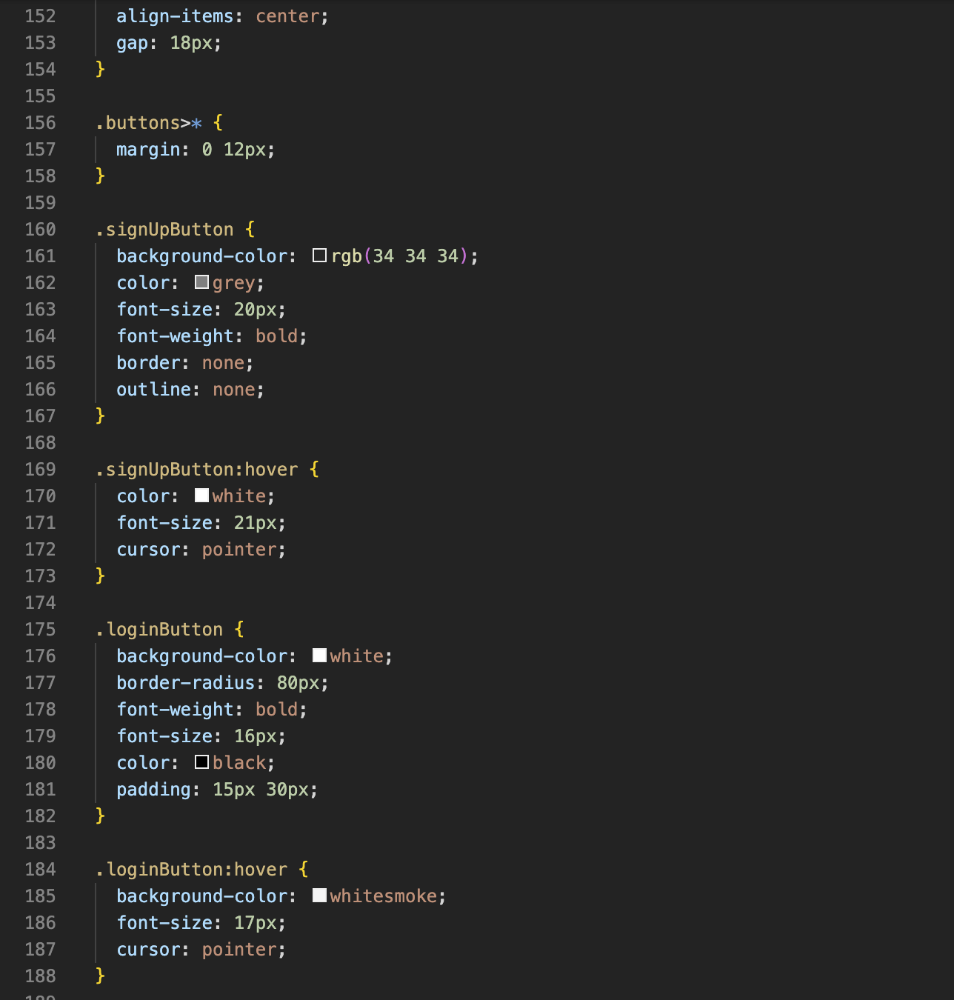 152 align-items: center;
153 gap: 18px;
154 }
155
156 .buttons>* {
157 margin: 0 12px;
158 }
159
160 .signUpButton {
161 background-color: rgb(34 34 34);
162 color: grey;
163 font-size: 20px;
164 font-weight: bold;
165 border: none;
166 outline: none;
167 }
168
169 .signUpButton:hover {
170 color: white;
171 font-size: 21px;
172 cursor: pointer;
173 }
174
175 .loginButton {
176 background-color: white;
177 border-radius: 80px;
178 font-weight: bold;
179 font-size: 16px;
180 color: black;
181 padding: 15px 30px;
182 }
183
184 .loginButton:hover {
185 background-color: whitesmoke;
186 font-size: 17px;
187 cursor: pointer;
188 }